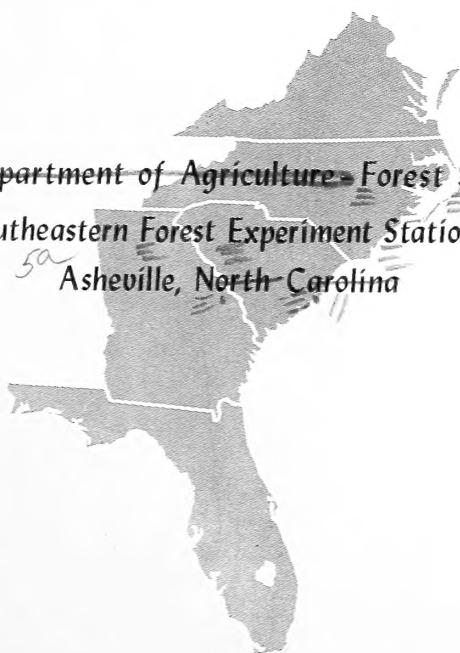 partment of Agriculture - Forest
utheastern Forest Experiment Statio
5a
Asheville, North Carolina